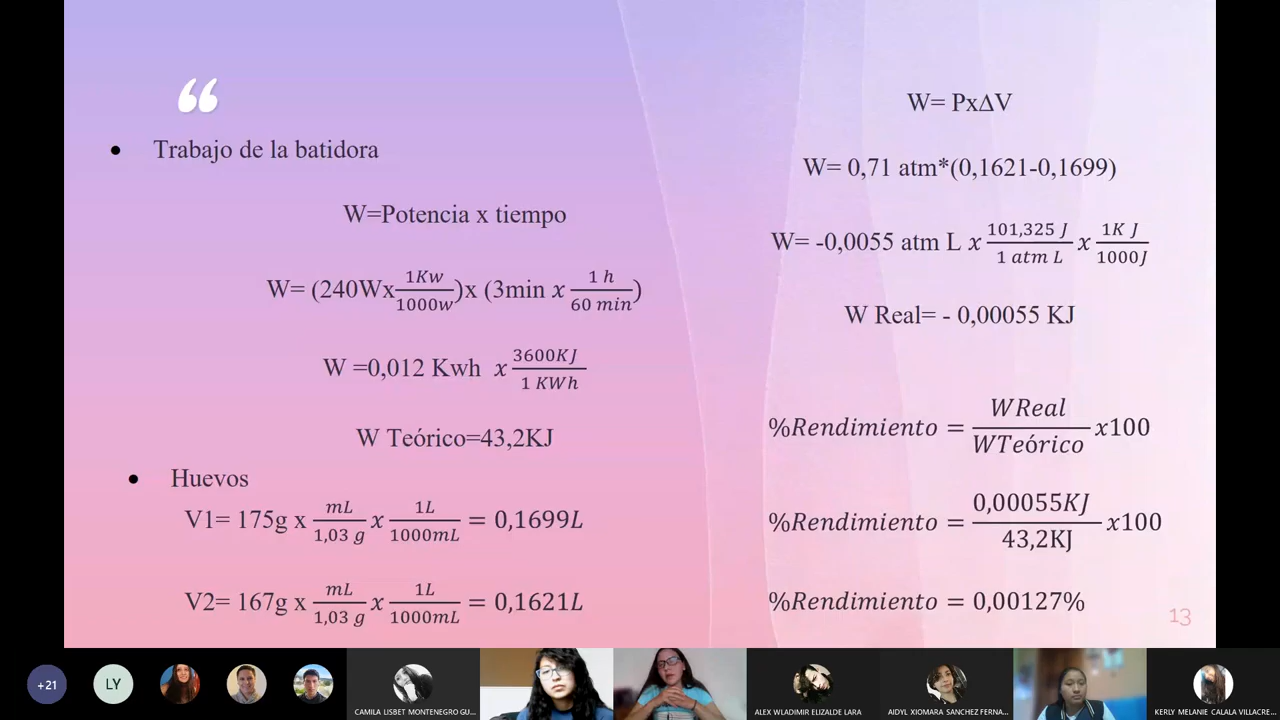 “
• Trabajo de la batidora
W=Potencia x tiempo
W= (240Wx 1Kw/1000w)x (3min x 1 h/60 min)
W =0,012 Kwh x 3600KJ/1 KWh
W Teórico=43,2KJ
• Huevos
V1= 175g x mL/1,03 g x 1L/1000mL = 0,1699L
V2= 167g x mL/1,03 g x 1L/1000mL = 0,1621L
W= PxΔV
W= 0,71 atm*(0,1621-0,1699)
W= -0,0055 atm L x 101,325 J/1 atm L x 1K J/1000J
W Real= - 0,00055 KJ
%Rendimiento = WReal/WTeórico x100
%Rendimiento = 0,00055KJ/43,2KJ x100
%Rendimiento = 0,00127%
13
+21
LY
CAMILA LISBET MONTENEGRO GU...
ALEX WLADIMIR ELIZALDE LARA
AIDYL XIOMARA SANCHEZ FERNA...
KERLY MELANIE CALALA VILLACRE...